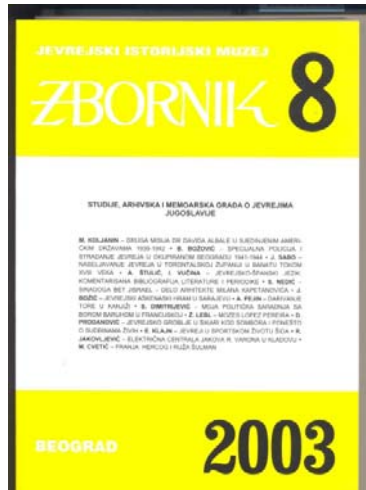 JEVREJSKI ISTORIJSKI MUZEJ
ZBORNIK 8
STUDIJE, ARHIVSKA I MEMOARSKA GRAĐA O JEVREJIMA
JUGOSLAVIJE
M. KOLJANIN – DRUGA MISIJA DR DAVIDA ALBALE U SJEDINJENIM AMERI-
ČKIM DRŽAVAMA 1939-1942 • B. BOŽOVIĆ - SPECIJALNA POLICIJA I
STRADANJE JEVREJA U OKUPIRANOM BEOGRADU 1941-1944 • J. SABO –
NASELJAVANJE JEVREJA U TORONTALSKOJ ŽUPANIJI U BANATU TOKOM
XVIII VEKA • A. ŠTULIĆ, I. VUČINA – JEVREJSKO-ŠPANSKI JEZIK.
KOMENTARISANA BIBLIOGRAFIJA LITERATURE I PERIODIKE • S. NEDIĆ –
SINAGOGA BET JISRAEL - DELO ARHITEKTE MILANA KAPETANOVIĆA • J.
BOŽIĆ – JEVREJSKI AŠKENASKI HRAM U SARAJEVU • A. PEJIN – DARIVANJE
TORE U KANJIŽI • S. DIMITRIJEVIĆ – MOJA POLITIČKA SARADNJA SA
BOROM BARUHOM U FRANCUSKOJ • Ž. LEBL – MOZES LOPEZ PEREIRA • D.
PRODANOVIĆ – JEVREJSKO GROBLJE U ŠIKARI KOD SOMBORA I POVESTI
O SUDBINAMA ŽIVIH • E. KLAJN – JEVREJI U SPORTSKOM ŽIVOTU ŠIDA • R.
JAKOVLJEVIĆ – ELEKTRIČNA CENTRALA JAKOVA R. VARONA U KLADOVU •
M. CVETIĆ – FRANJA HERCOG I RUŽA ŠULMAN
BEOGRAD 2003